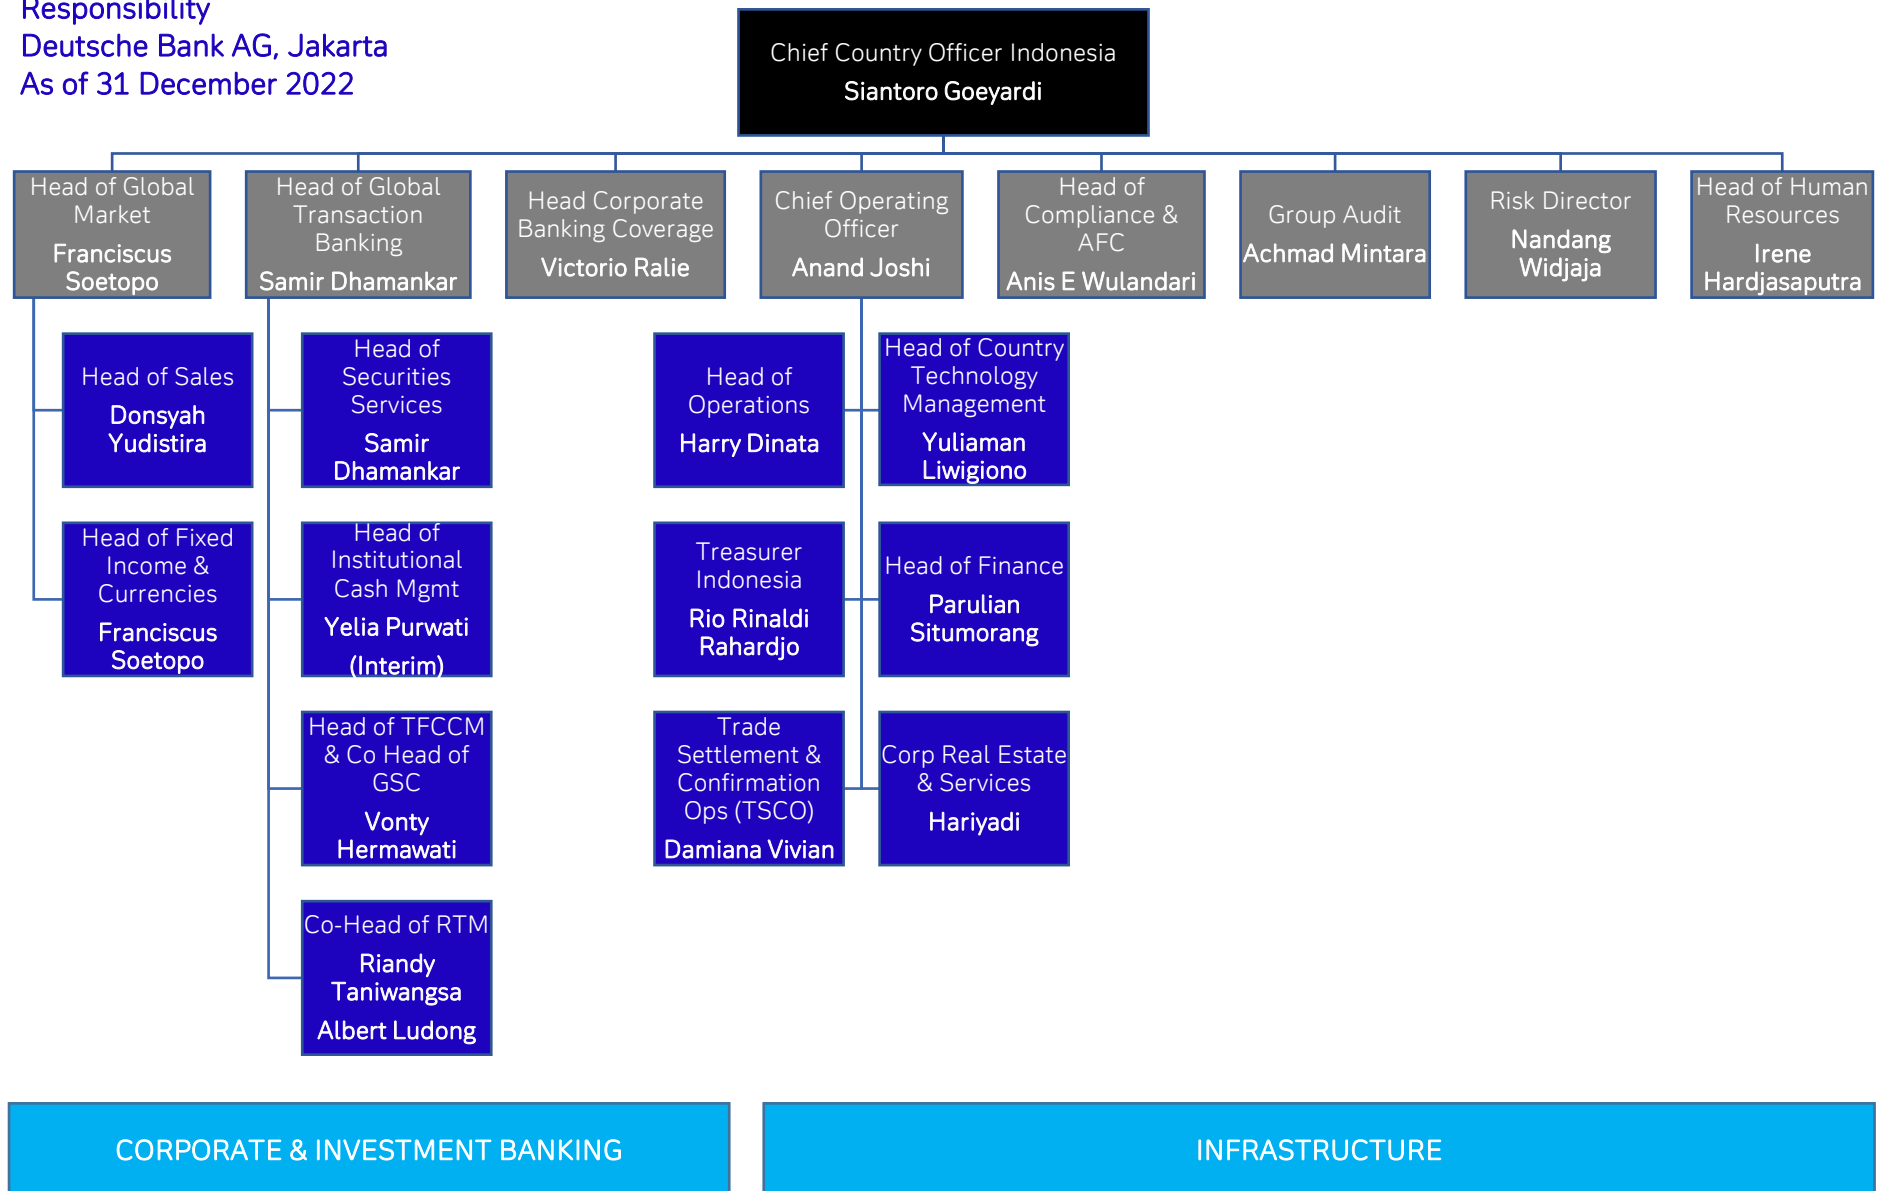 Responsibility
Deutsche Bank AG, Jakarta
As of 31 December 2022
Chief Country Officer Indonesia
Siantoro Goeyardi
Head of Global
Market
Franciscus
Soetopo
Head of Global
Transaction
Banking
Samir Dhamankar
Head Corporate
Banking Coverage
Victorio Ralie
Chief Operating
Officer
Anand Joshi
Head of
Compliance &
AFC
Anis E Wulandari
Group Audit
Achmad Mintara
Risk Director
Nandang
Widjaja
Head of Human
Resources
Irene
Hardjasaputra
Head of Sales
Donsyah
Yudistira
Head of
Securities
Services
Samir
Dhamankar
Head of
Operations
Harry Dinata
Head of Country
Technology
Management
Yuliaman
Liwigiono
Head of Fixed
Income &
Currencies
Franciscus
Soetopo
Head of
Institutional
Cash Mgmt
Yelia Purwati
(Interim)
Treasurer
Indonesia
Rio Rinaldi
Rahardjo
Head of Finance
Parulian
Situmorang
Head of TFCCM
& Co Head of
GSC
Vonty
Hermawati
Trade
Settlement &
Confirmation
Ops (TSCO)
Damiana Vivian
Corp Real Estate
& Services
Hariyadi
Co-Head of RTM
Riandy
Taniwangsa
Albert Ludong
CORPORATE & INVESTMENT BANKING
INFRASTRUCTURE